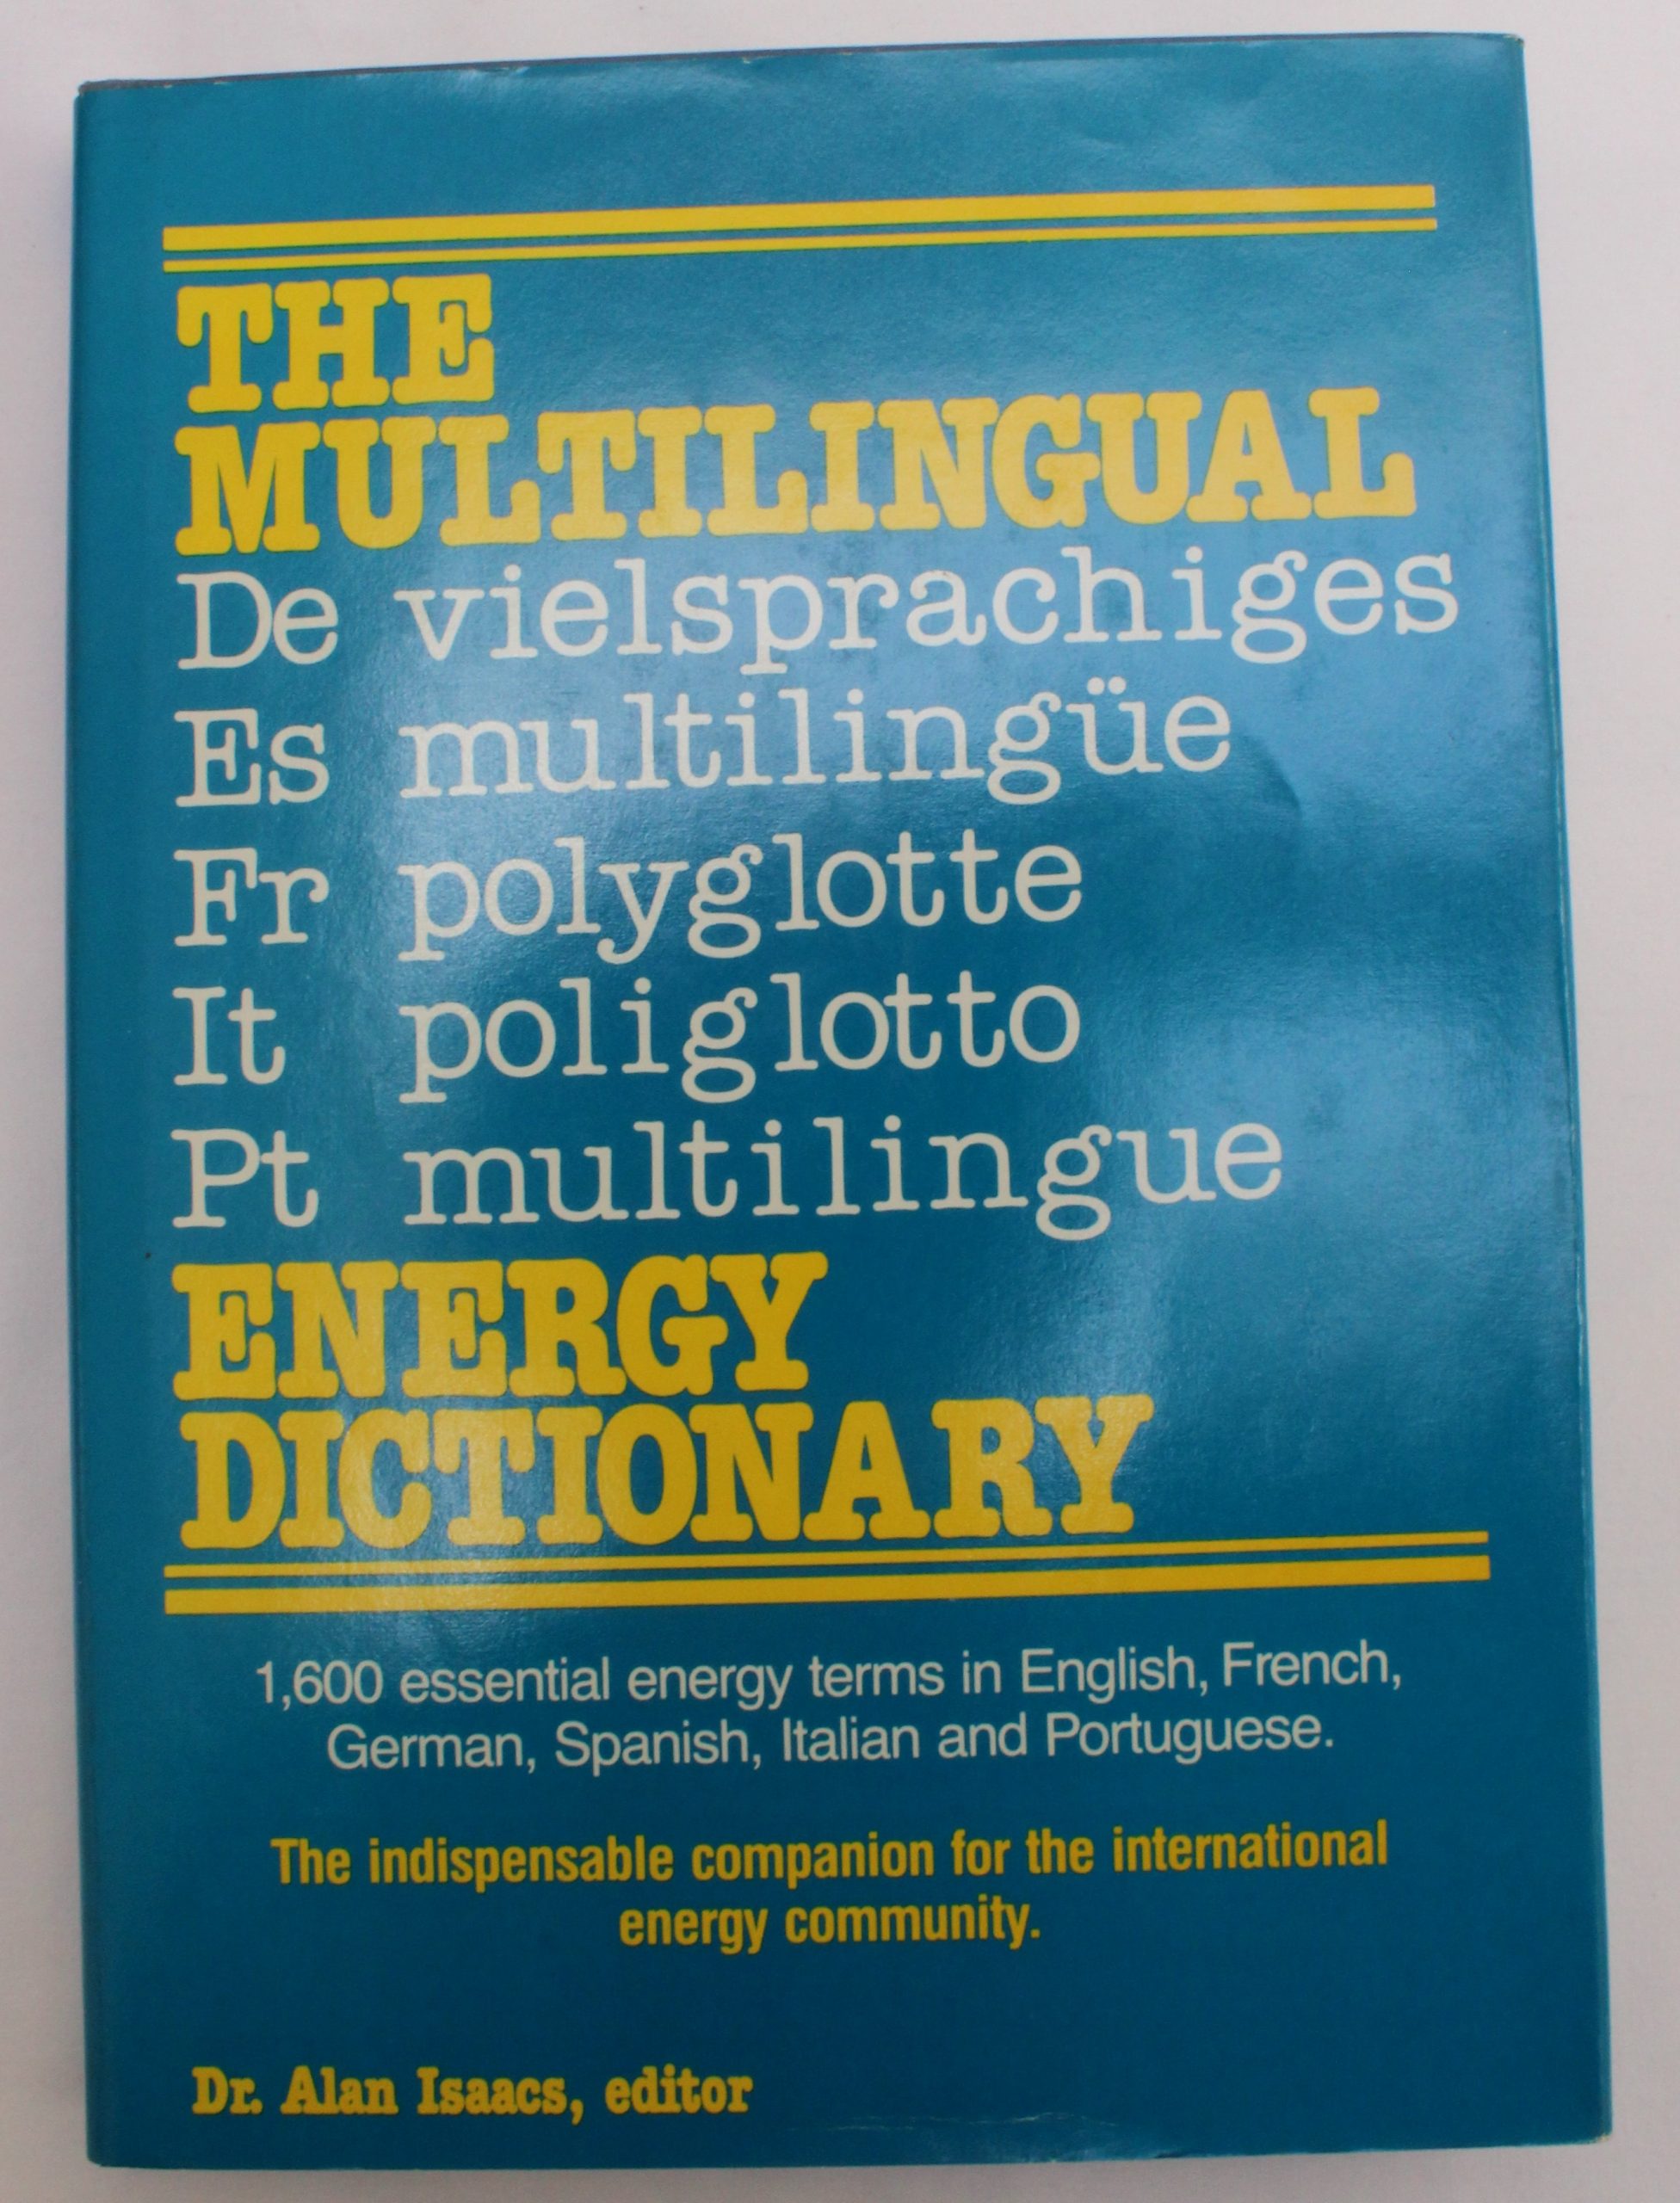 THE
MULTILINGUAL
De vielsprachiges
Es multilingüe
Fr polyglotte
It poliglotto
Pt multilingue
ENERGY
DICTIONARY
1,600 essential energy terms in English, French,
German, Spanish, Italian and Portuguese.
The indispensable companion for the international
energy community.
Dr. Alan Isaacs, editor